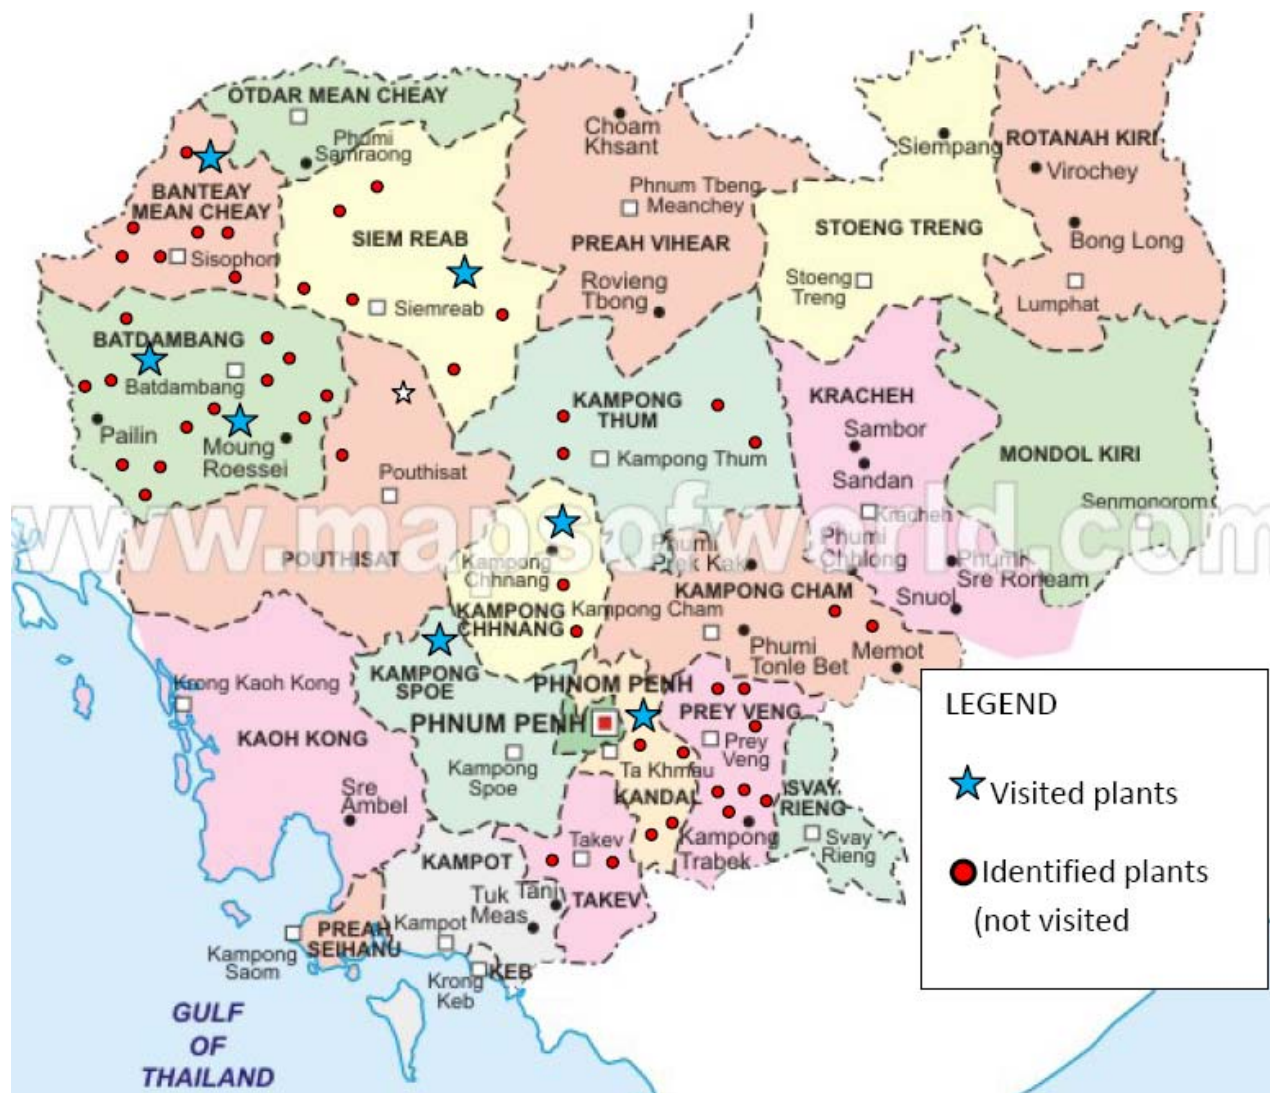 OTDAR MEAN CHEAY
Phumi
Samraong
Choam
Khsant
Siempang
ROTANAH KIRI
Virochey
BANTEAY
MEAN CHEAY
Phnum Tbeng
Meanchey
SIEM REAB
PREAH VIHEAR
STOENG TRENG
Bong Long
Sisophon
Rovieng
Tbong
Stoeng
Treng
Lumphat
Siemreab
BATDAMBANG
Batdambang
KAMPONG
THUM
KRACHEH
Sambor
Pailin
Moung
Roessei
Pouthisat
Kampong Thum
Sandan
MONDOL KIRI
Senmonorom
www.mapsofworld.com
Kracheh
POUTHISAT
Kampong
Chhnang
Phumi
Prek Kak
Phumi
Chhlong
Phumi
Sre Roneam
KAMPONG CHAM
Snuol
KAMPONG
CHHNANG
Kampong Cham
Phumi
Tonle Bet
Memot
KAMPONG
SPOE
Krong Kaoh Kong
PHNOM PENH
PREY VENG
PHNUM PENH
KAOH KONG
Prey
Veng
Kampong
Spoe
Ta Khmau
KANDAL
SVAY
RIENG
Sre
Ambel
Kampong
Trabek
Svay
Rieng
KAMPOT
Takev
Tuk
Meas
Tani
TAKEV
PREAH
SEIHANU
Kampot
Kampong
Saom
Krong
Keb
KEB
GULF
OF
THAILAND
LEGEND
Visited plants
Identified plants
(not visited